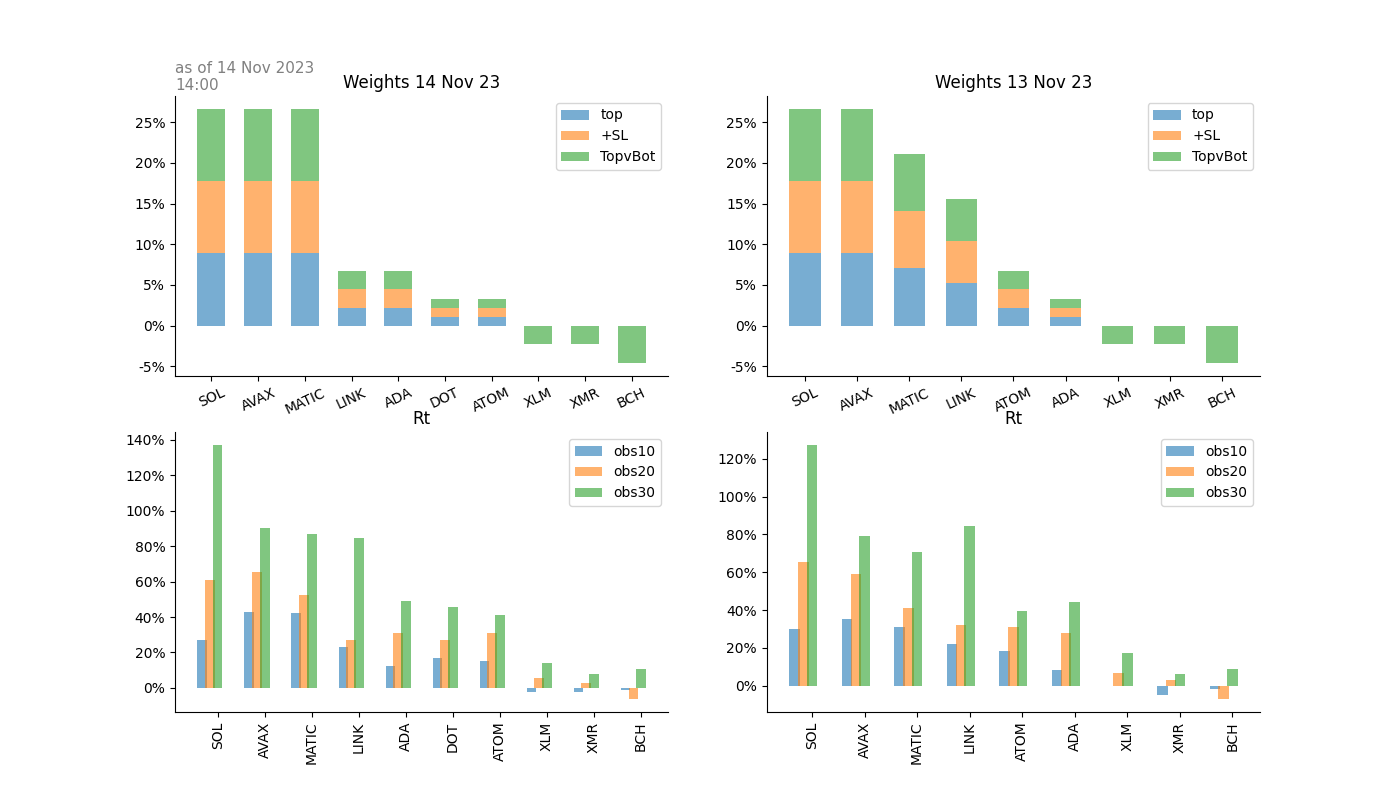 as of 14 Nov 2023
14:00
Weights 14 Nov 23
25%
20%
15%
10%
5%
0%
-5%
top
+SL
TopvBot
SOL AVAX MATIC LINK ADA DOT ATOM XLM XMR BCH
Weights 13 Nov 23
25%
20%
15%
10%
5%
0%
-5%
top
+SL
TopvBot
SOL AVAX MATIC LINK ATOM ADA XLM XMR BCH
Rt
140%
120%
100%
80%
60%
40%
20%
0%
obs10
obs20
obs30
SOL AVAX MATIC LINK ADA DOT ATOM XLM XMR BCH
Rt
120%
100%
80%
60%
40%
20%
0%
obs10
obs20
obs30
SOL AVAX MATIC LINK ATOM ADA XLM XMR BCH